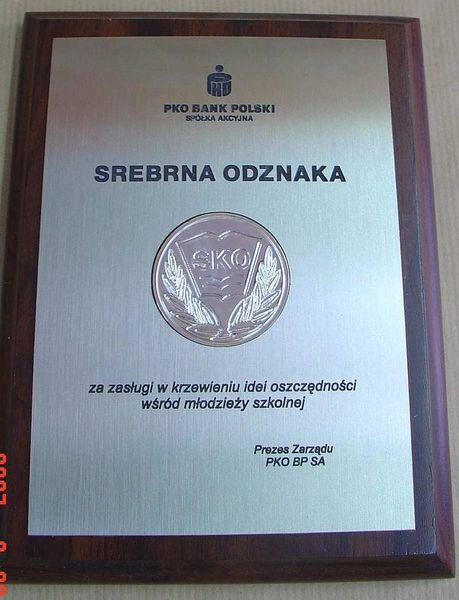 PKO BANK POLSKI
SPÓŁKA AKCYJNA
SREBRNA ODZNAKA
SKO
za zasługi w krzewieniu idei oszczędności
wśród młodzieży szkolnej
Prezes Zarządu
PKO BP SA